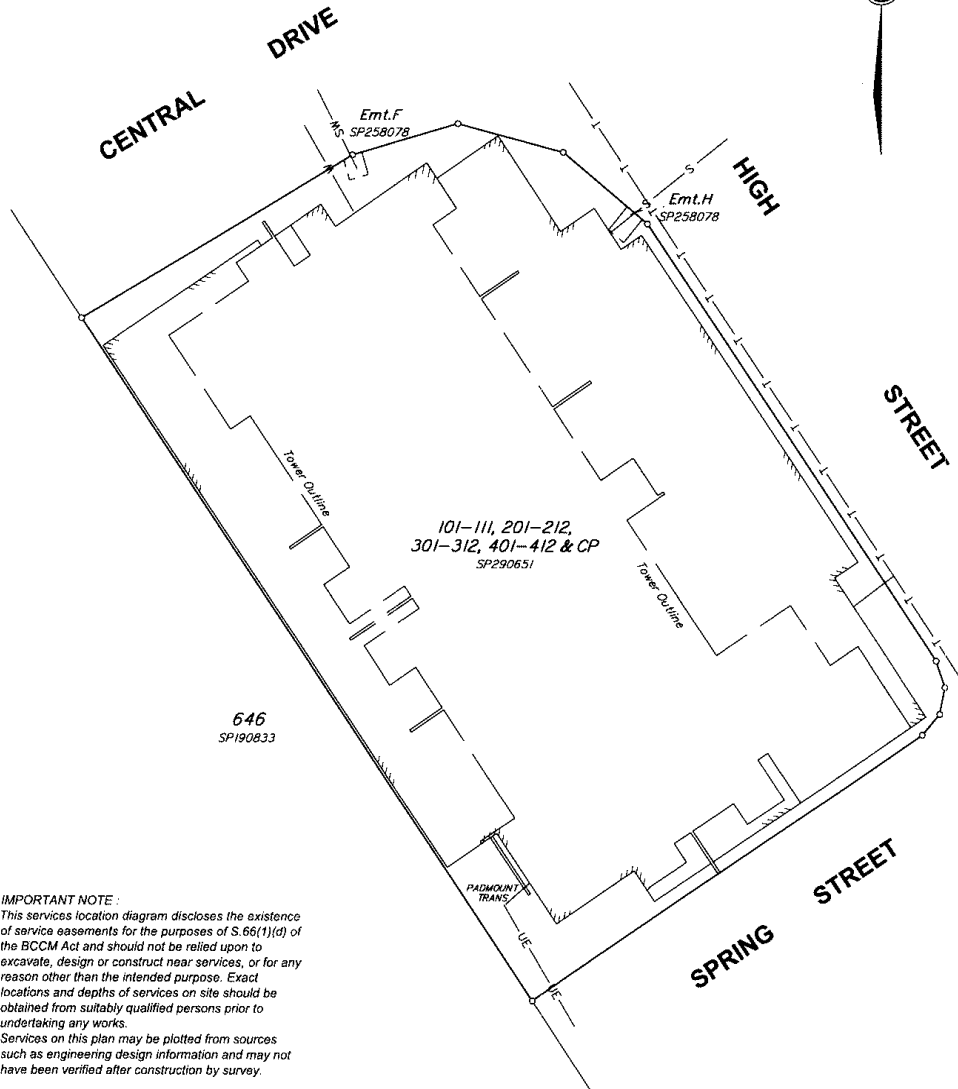 CENTRAL DRIVE
SW
Emt.F
SP258078
S
Emt.H
SP258078
HIGH STREET
T
T
T
T
T
T
T
T
T
T
T
Tower Outline
101-111, 201-212,
301-312, 401-412 & CP
SP290651
Tower Outline
646
SP190833
PADMOUNT
TRANS
UE
UE
SPRING STREET
IMPORTANT NOTE :
This services location diagram discloses the existence
of service easements for the purposes of S.66(1)(d) of
the BCCM Act and should not be relied upon to
excavate, design or construct near services, or for any
reason other than the intended purpose. Exact
locations and depths of services on site should be
obtained from suitably qualified persons prior to
undertaking any works.
Services on this plan may be plotted from sources
such as engineering design information and may not
have been verified after construction by survey.